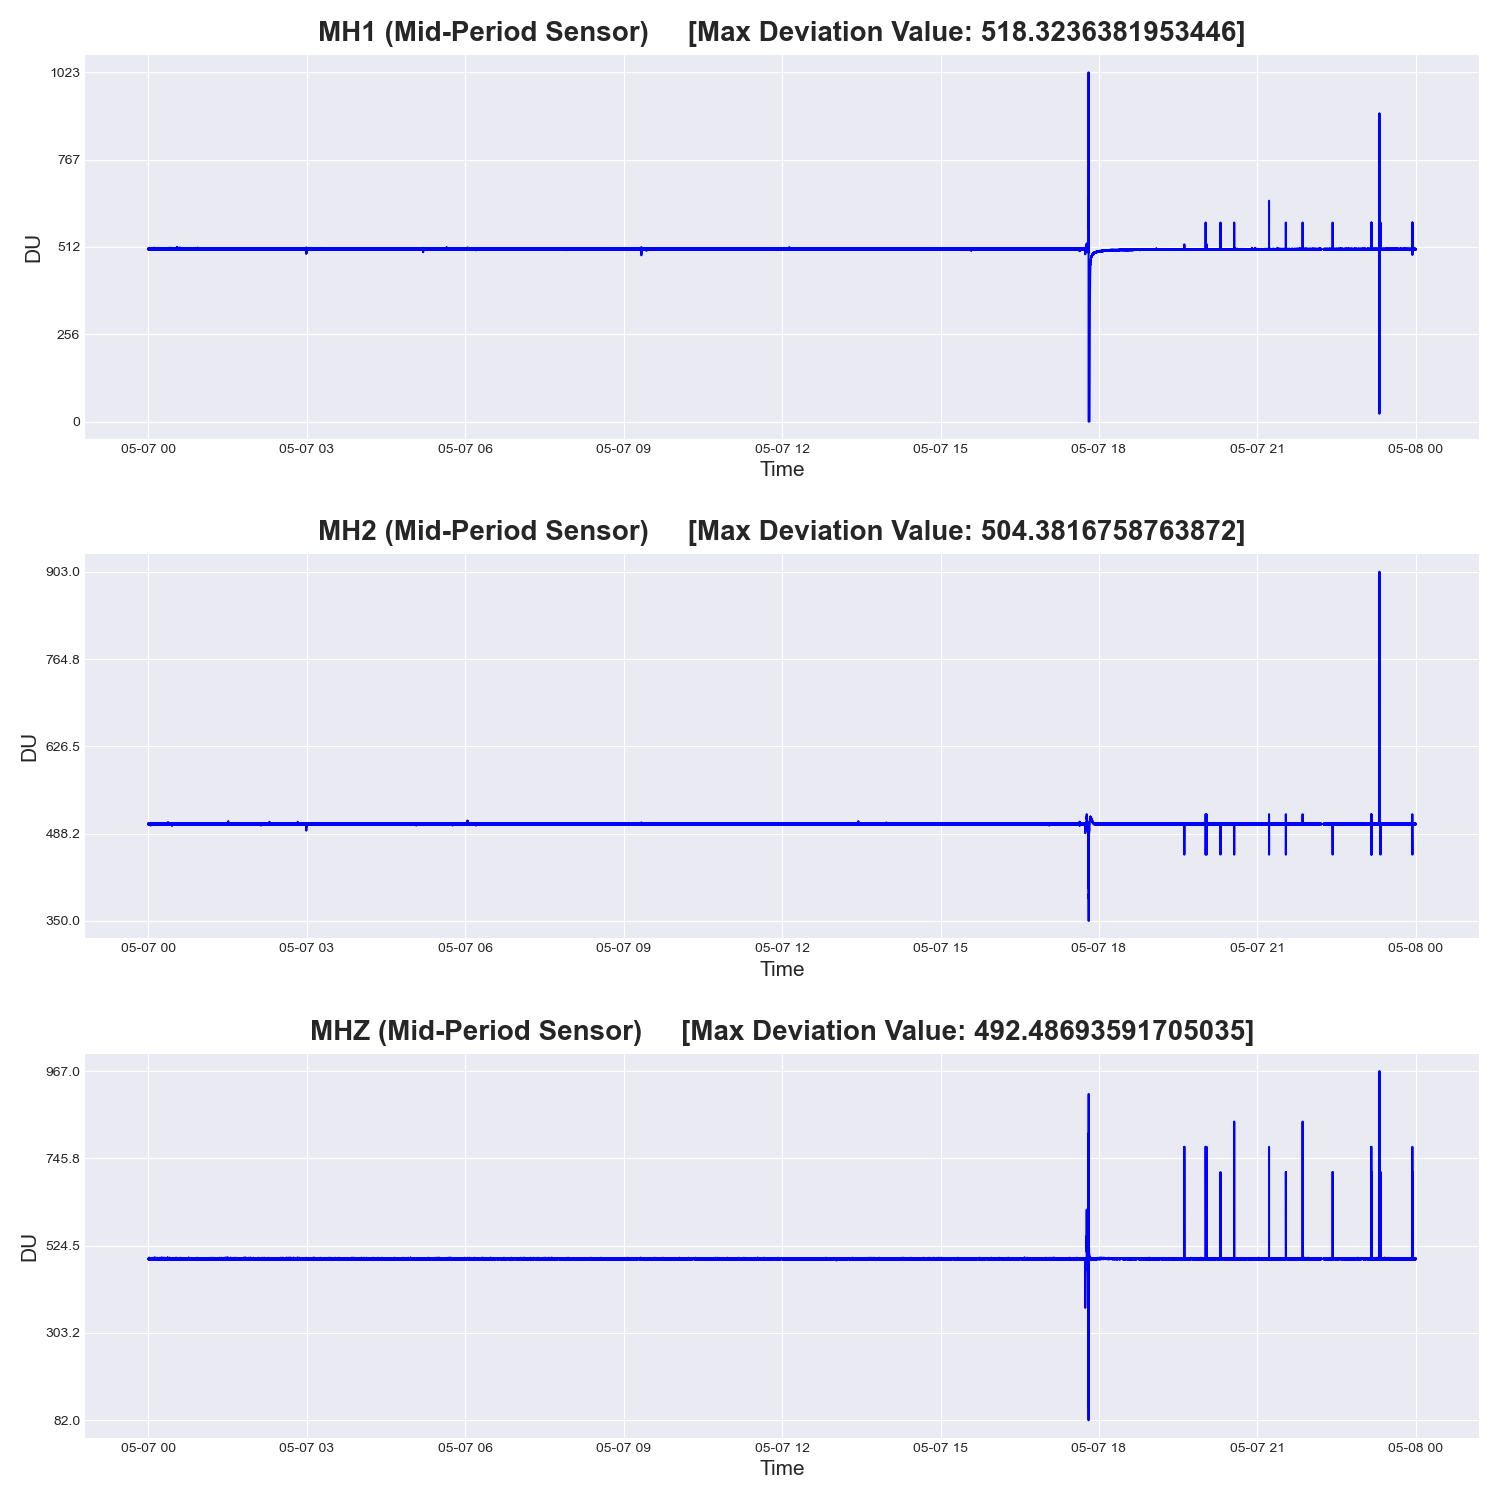 MH1 (Mid-Period Sensor) [Max Deviation Value: 518.3236381953446]
1023
767
512
256
0
DU
05-07 00 05-07 03 05-07 06 05-07 09 05-07 12 05-07 15 05-07 18 05-07 21 05-08 00
Time
MH2 (Mid-Period Sensor) [Max Deviation Value: 504.3816758763872]
903.0
764.8
626.5
488.2
350.0
DU
05-07 00 05-07 03 05-07 06 05-07 09 05-07 12 05-07 15 05-07 18 05-07 21 05-08 00
Time
MHZ (Mid-Period Sensor) [Max Deviation Value: 492.48693591705035]
967.0
745.8
524.5
303.2
82.0
DU
05-07 00 05-07 03 05-07 06 05-07 09 05-07 12 05-07 15 05-07 18 05-07 21 05-08 00
Time